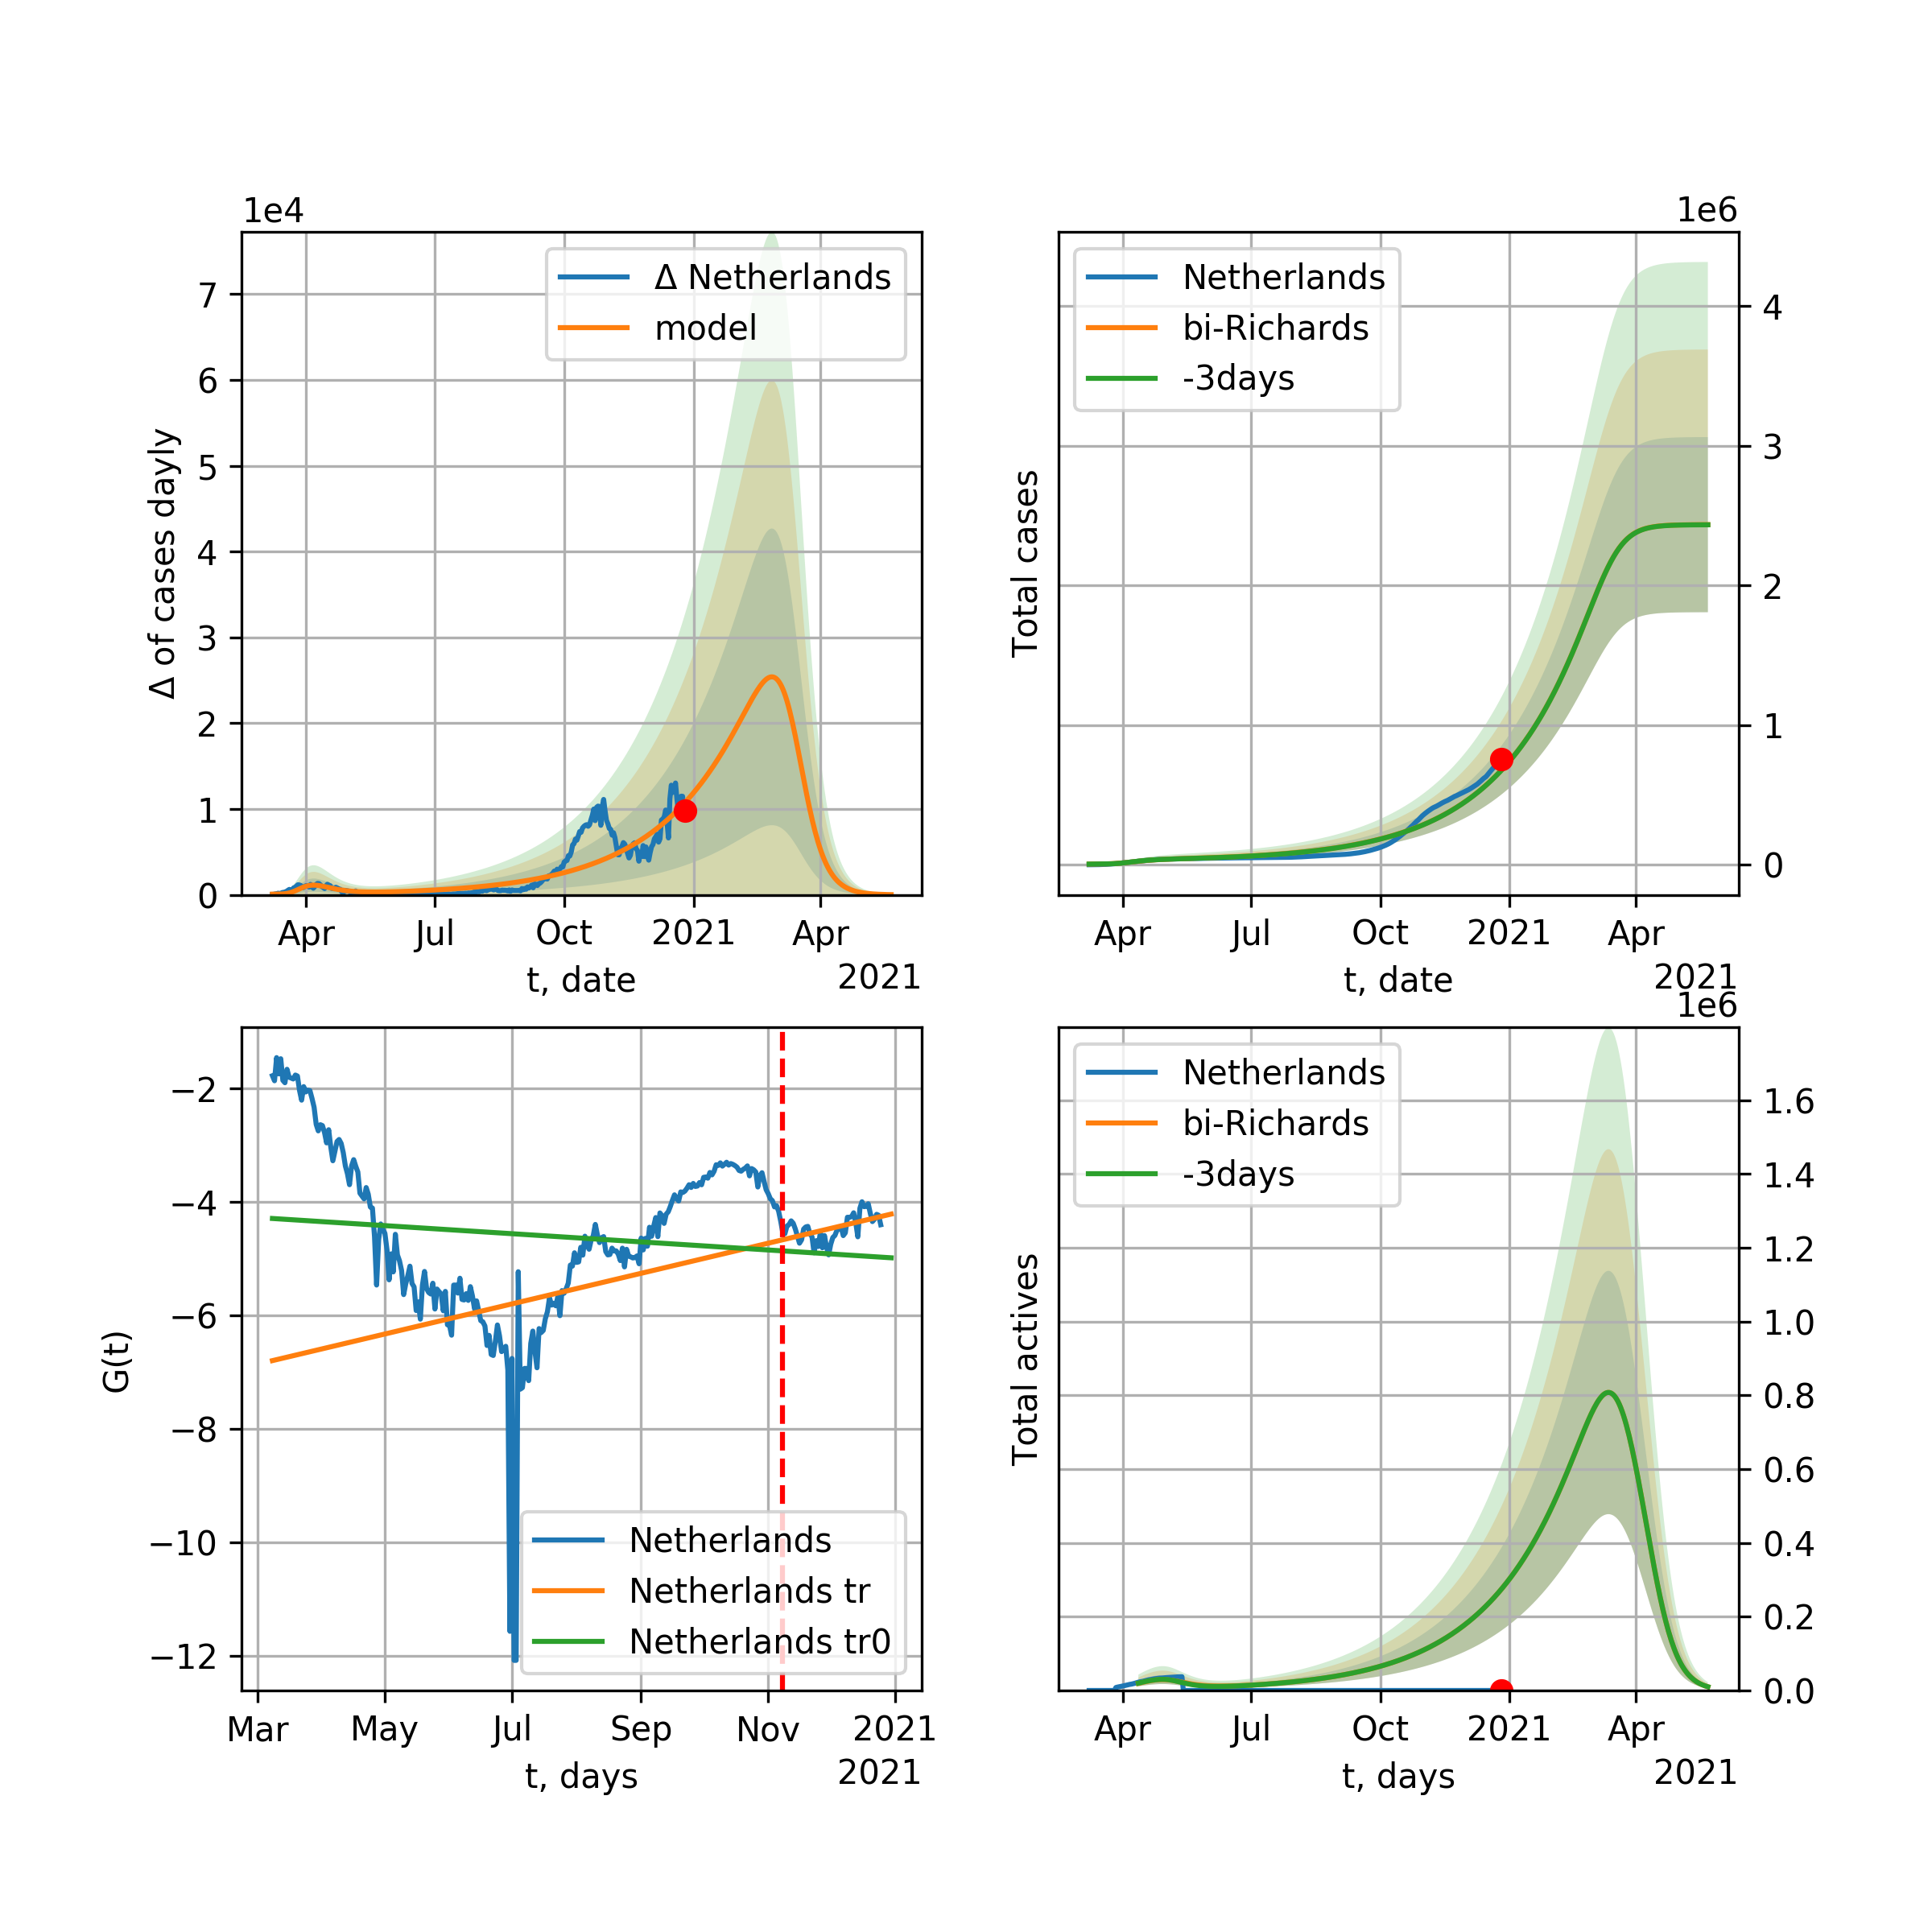 1e4
Δ of cases dayly
7
6
5
4
3
2
1
0
Δ Netherlands
model
Apr
Jul
Oct
2021
Apr
t, date
2021
1e6
Total cases
Netherlands
bi-Richards
-3days
4
3
2
1
0
Apr
Jul
Oct
2021
Apr
t, date
2021
G(t)
−2
−4
−6
−8
−10
−12
Netherlands
Netherlands tr
Netherlands tr0
Mar
May
Jul
Sep
Nov
2021
t, days
2021
1e6
Total actives
Netherlands
bi-Richards
-3days
1.6
1.4
1.2
1.0
0.8
0.6
0.4
0.2
0.0
Apr
Jul
Oct
2021
Apr
t, days
2021